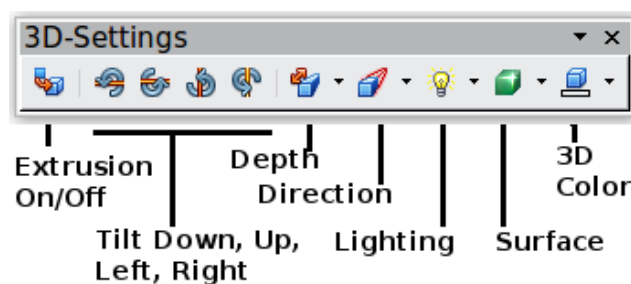 3D-Settings
Extrusion
On/Off
Depth
Direction
3D
Color
Tilt Down, Up,
Left, Right
Lighting
Surface